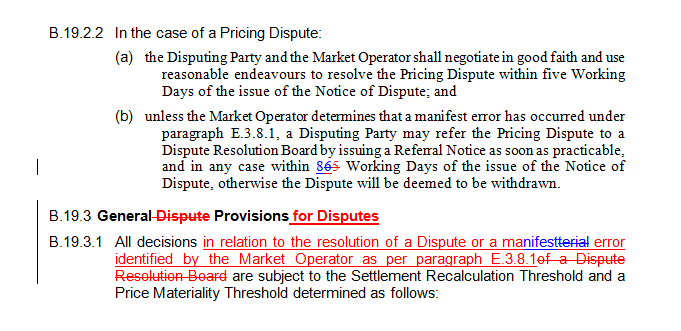 B.19.2.2 In the case of a Pricing Dispute:
(a) the Disputing Party and the Market Operator shall negotiate in good faith and use
reasonable endeavours to resolve the Pricing Dispute within five Working
Days of the issue of the Notice of Dispute; and
(b) unless the Market Operator determines that a manifest error has occurred under
paragraph E.3.8.1, a Disputing Party may refer the Pricing Dispute to a
Dispute Resolution Board by issuing a Referral Notice as soon as practicable,
and in any case within 865 Working Days of the issue of the Notice of
Dispute, otherwise the Dispute will be deemed to be withdrawn.
B.19.3 General Dispute Provisions for Disputes
B.19.3.1 All decisions in relation to the resolution of a Dispute or a manifestterial error
identified by the Market Operator as per paragraph E.3.8.1of a Dispute
Resolution Board are subject to the Settlement Recalculation Threshold and a
Price Materiality Threshold determined as follows: